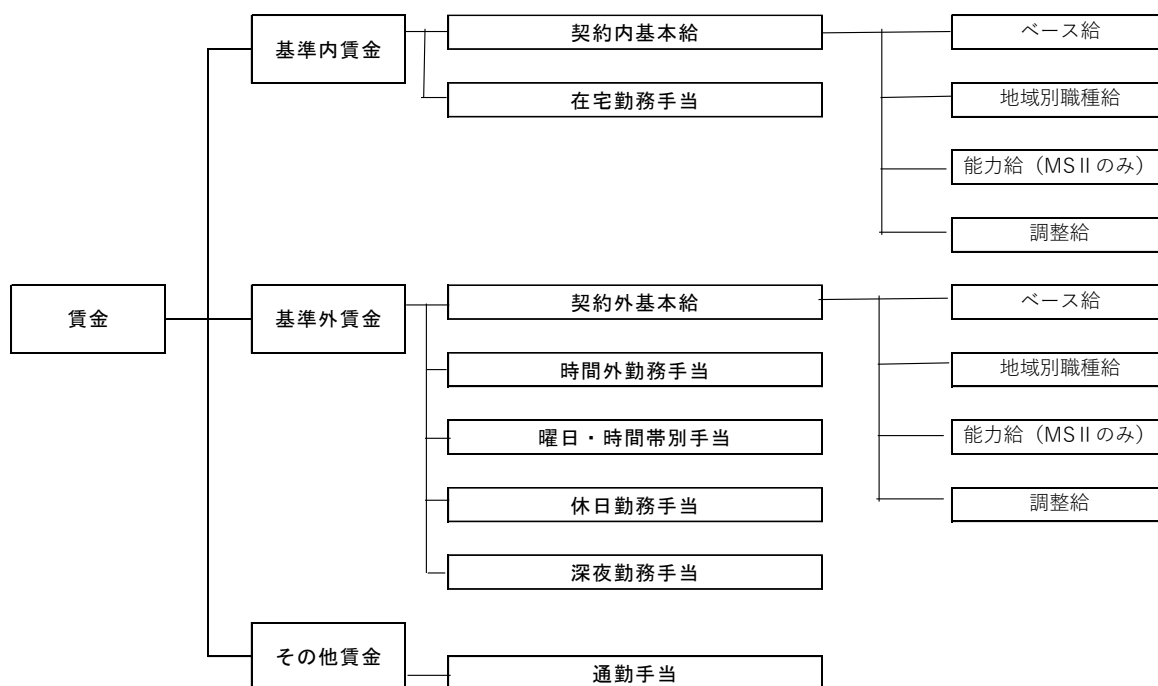 賃金
基準内賃金
契約内基本給
ベース給
地域別職種給
能力給（MSⅡのみ）
調整給
在宅勤務手当
基準外賃金
契約外基本給
ベース給
地域別職種給
能力給（MSⅡのみ）
調整給
時間外勤務手当
曜日・時間帯別手当
休日勤務手当
深夜勤務手当
その他賃金
通勤手当